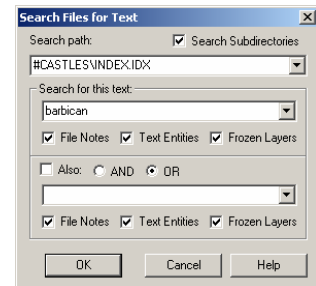 Search Files for Text
Search path: Search Subdirectories
#CASTLES\INDEX.IDX
Search for this text:
barbican
File Notes Text Entities Frozen Layers
Also: AND OR
File Notes Text Entities Frozen Layers
OK Cancel Help